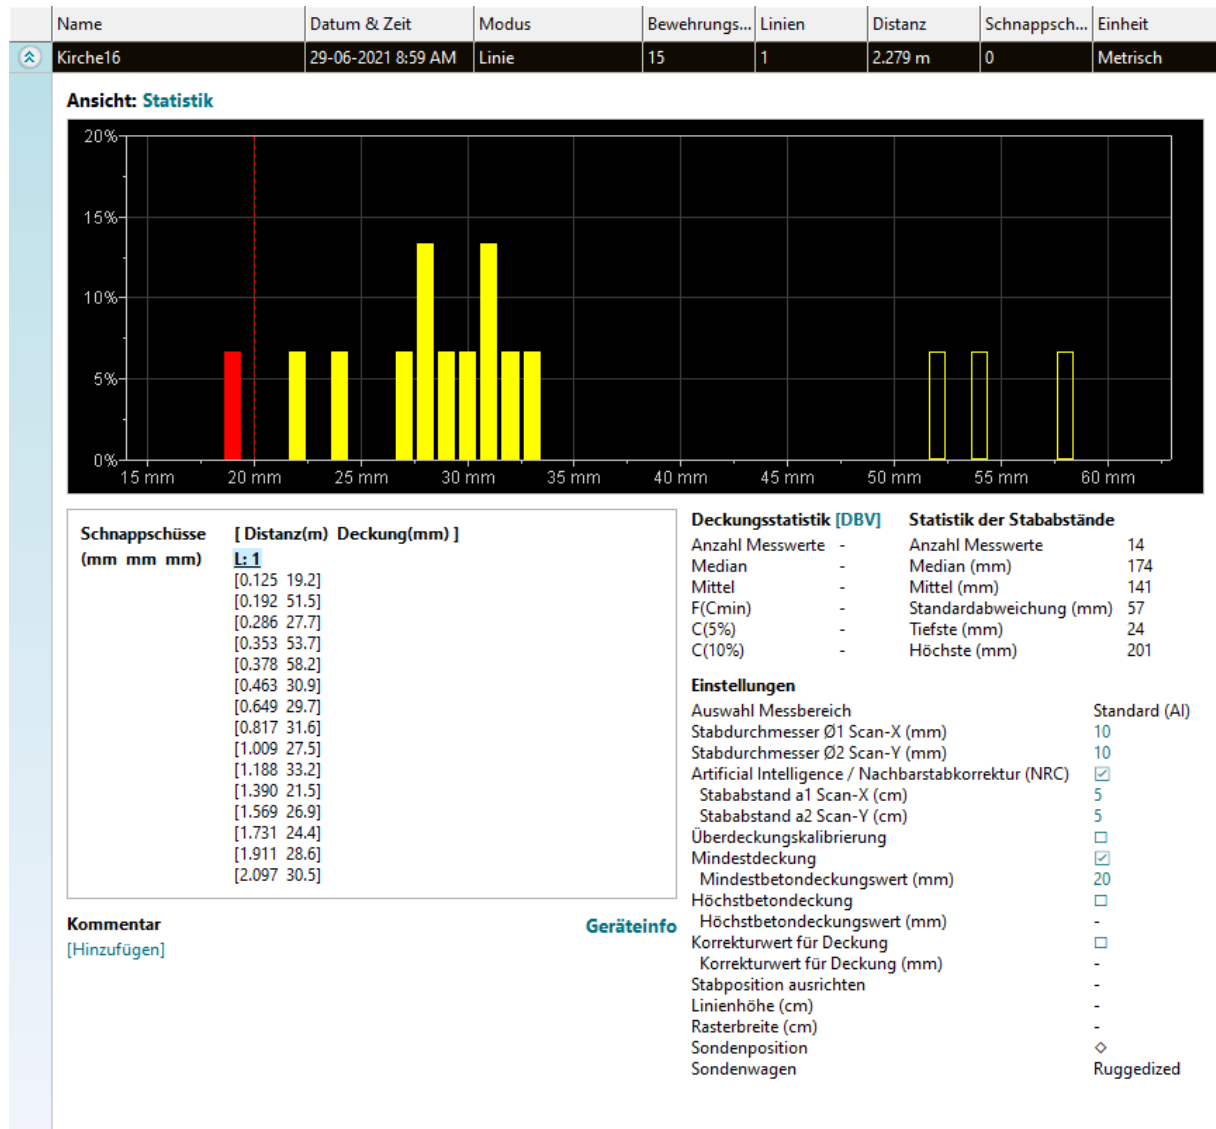 Name Datum & Zeit Modus Bewehrungs... Linien Distanz Schnappsch... Einheit
Kirche16 29-06-2021 8:59 AM Linie 15 1 2.279 m 0 Metrisch
Ansicht: Statistik
20%
15%
10%
5%
0%
15 mm 20 mm 25 mm 30 mm 35 mm 40 mm 45 mm 50 mm 55 mm 60 mm
Schnappschüsse [ Distanz(m) Deckung(mm) ]
(mm mm mm) L: 1
[0.125 19.2]
[0.192 51.5]
[0.286 27.7]
[0.353 53.7]
[0.378 58.2]
[0.463 30.9]
[0.649 29.7]
[0.817 31.6]
[1.009 27.5]
[1.188 33.2]
[1.390 21.5]
[1.569 26.9]
[1.731 24.4]
[1.911 28.6]
[2.097 30.5]
Kommentar Geräteinfo
[Hinzufügen]
Deckungsstatistik [DBV]
Anzahl Messwerte -
Median -
Mittel -
F(Cmin) -
C(5%) -
C(10%) -
Statistik der Stababstände
Anzahl Messwerte 14
Median (mm) 174
Mittel (mm) 141
Standardabweichung (mm) 57
Tiefste (mm) 24
Höchste (mm) 201
Einstellungen
Auswahl Messbereich Standard (AI)
Stabdurchmesser Ø1 Scan-X (mm) 10
Stabdurchmesser Ø2 Scan-Y (mm) 10
Artificial Intelligence / Nachbarstabkorrektur (NRC) ☑
Stababstand a1 Scan-X (cm) 5
Stababstand a2 Scan-Y (cm) 5
Überdeckungskalibrierung ☐
Mindestdeckung ☑
Mindestbetondeckungswert (mm) 20
Höchstbetondeckung ☐
Höchstbetondeckungswert (mm) -
Korrekturwert für Deckung ☐
Korrekturwert für Deckung (mm) -
Stabposition ausrichten -
Linienhöhe (cm) -
Rasterbreite (cm) -
Sondenposition ◇
Sondenwagen Ruggedized